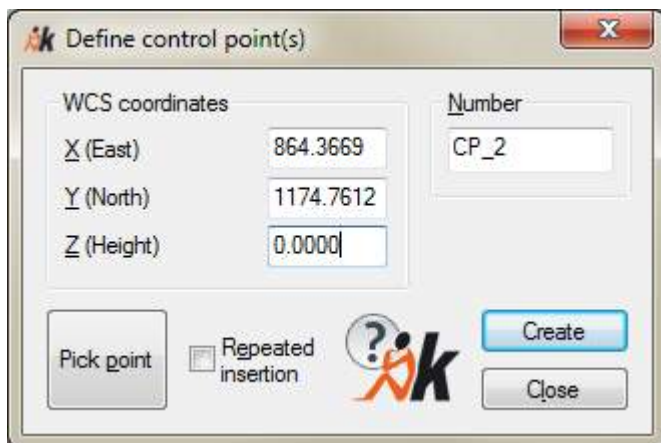 k Define control point(s)
WCS coordinates
X (East) 864.3669
Y (North) 1174.7612
Z (Height) 0.0000
Number
CP_2
Pick point
Repeated
insertion
? k
Create
Close